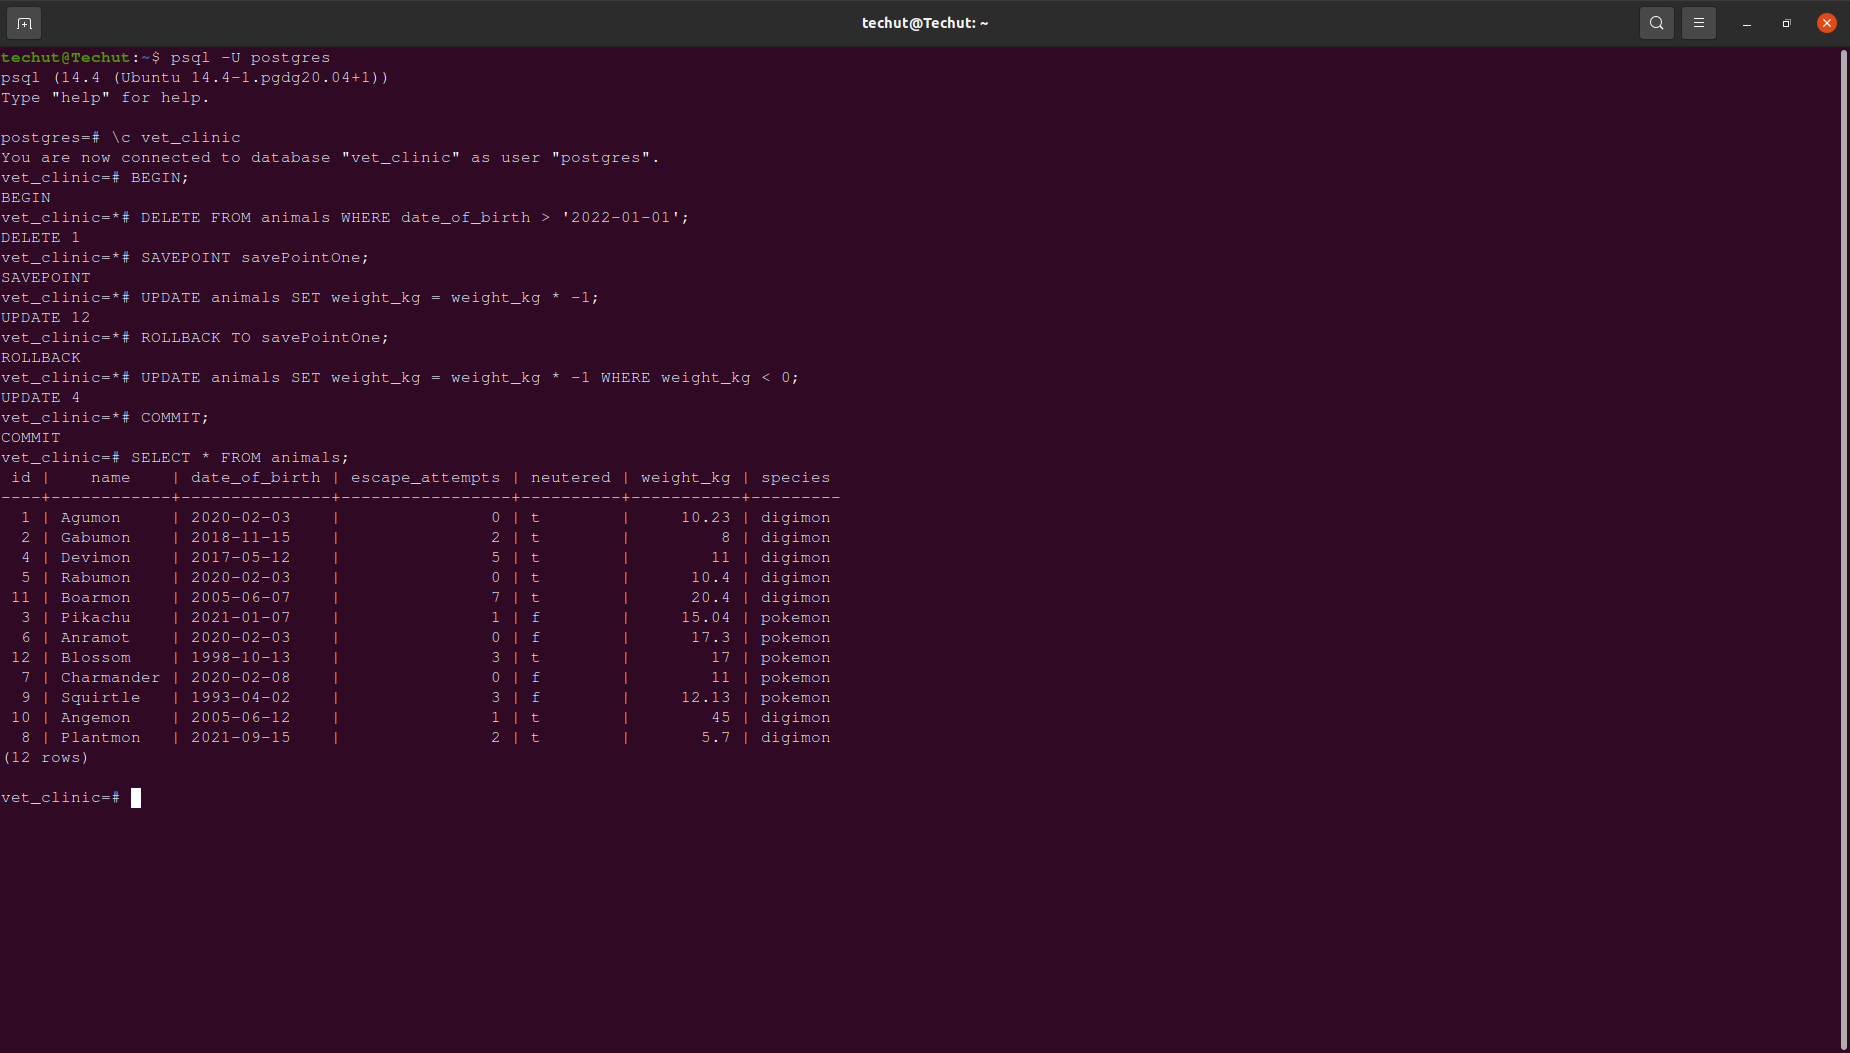 techut@Techut: ~
techut@Techut:~$ psql -U postgres
psql (14.4 (Ubuntu 14.4-1.pgdg20.04+1))
Type "help" for help.

postgres=# \c vet_clinic
You are now connected to database "vet_clinic" as user "postgres".
vet_clinic=# BEGIN;
BEGIN
vet_clinic=*# DELETE FROM animals WHERE date_of_birth > '2022-01-01';
DELETE 1
vet_clinic=*# SAVEPOINT savePointOne;
SAVEPOINT
vet_clinic=*# UPDATE animals SET weight_kg = weight_kg * -1;
UPDATE 12
vet_clinic=*# ROLLBACK TO savePointOne;
ROLLBACK
vet_clinic=*# UPDATE animals SET weight_kg = weight_kg * -1 WHERE weight_kg < 0;
UPDATE 4
vet_clinic=*# COMMIT;
COMMIT
vet_clinic=# SELECT * FROM animals;
 id |    name    | date_of_birth | escape_attempts | neutered | weight_kg | species
----+------------+---------------+-----------------+----------+-----------+---------
  1 | Agumon     | 2020-02-03    |               0 | t        |     10.23 | digimon
  2 | Gabumon    | 2018-11-15    |               2 | t        |         8 | digimon
  4 | Devimon    | 2017-05-12    |               5 | t        |        11 | digimon
  5 | Rabumon    | 2020-02-03    |               0 | t        |      10.4 | digimon
 11 | Boarmon    | 2005-06-07    |               7 | t        |      20.4 | digimon
  3 | Pikachu    | 2021-01-07    |               1 | f        |     15.04 | pokemon
  6 | Anramot    | 2020-02-03    |               0 | f        |      17.3 | pokemon
 12 | Blossom    | 1998-10-13    |               3 | t        |        17 | pokemon
  7 | Charmander | 2020-02-08    |               0 | f        |        11 | pokemon
  9 | Squirtle   | 1993-04-02    |               3 | f        |     12.13 | pokemon
 10 | Angemon    | 2005-06-12    |               1 | t        |        45 | digimon
  8 | Plantmon   | 2021-09-15    |               2 | t        |       5.7 | digimon
(12 rows)

vet_clinic=#